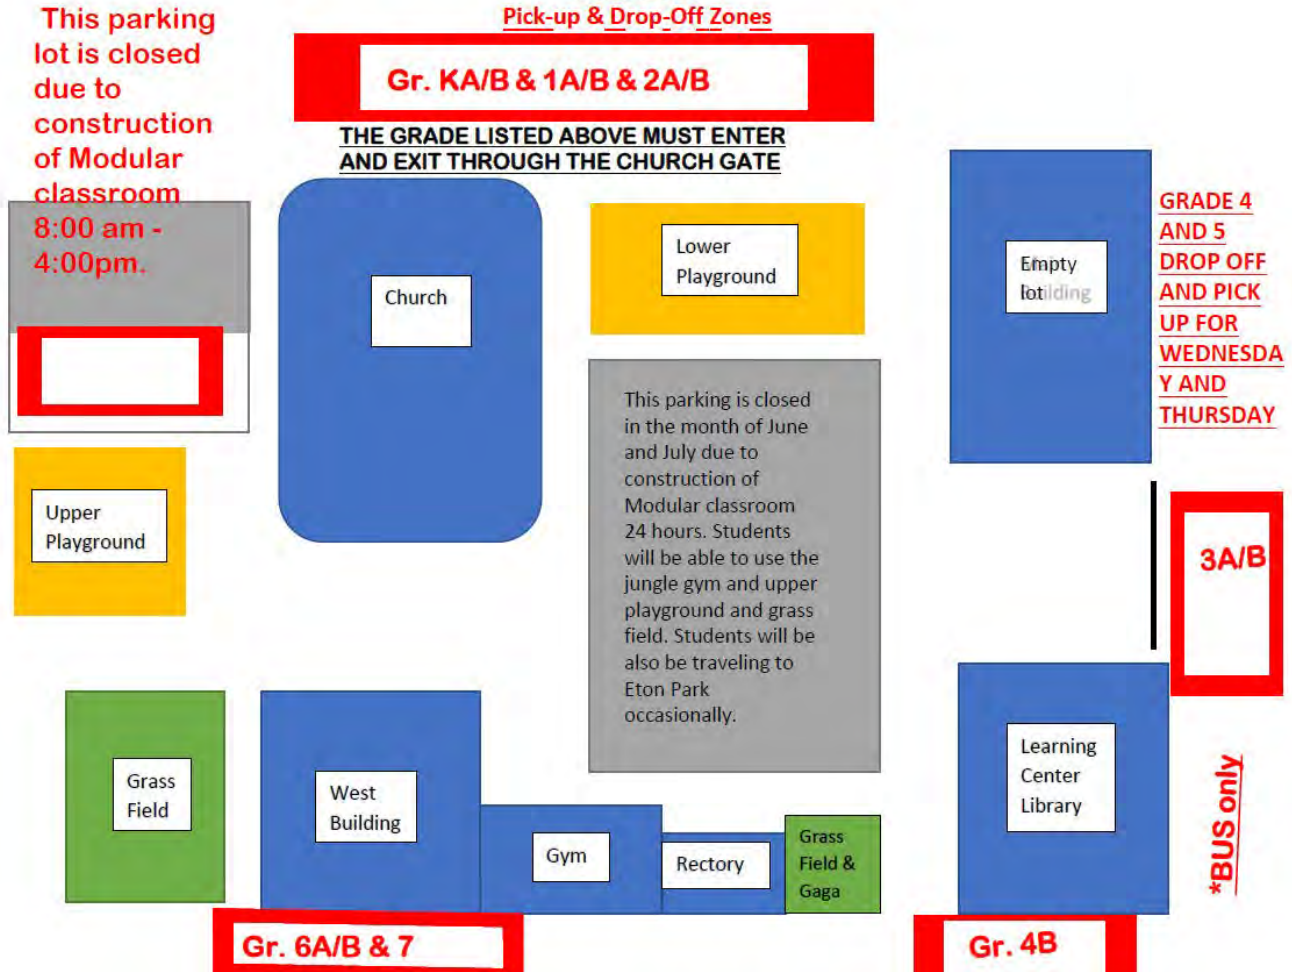 This parking
lot is closed
due to
construction
of Modular
classroom
8:00 am -
4:00pm.
Pick-up & Drop-Off Zones
Gr. KA/B & 1A/B & 2A/B
THE GRADE LISTED ABOVE MUST ENTER
AND EXIT THROUGH THE CHURCH GATE
Church
Lower
Playground
Empty
lot
Building
GRADE 4
AND 5
DROP OFF
AND PICK
UP FOR
WEDNESDA
Y AND
THURSDAY
This parking is closed
in the month of June
and July due to
construction of
Modular classroom
24 hours. Students
will be able to use the
jungle gym and upper
playground and grass
field. Students will be
also be traveling to
Eton Park
occasionally.
Upper
Playground
3A/B
Grass
Field
West
Building
Gym
Rectory
Grass
Field &
Gaga
Learning
Center
Library
*BUS only
Gr. 6A/B & 7
Gr. 4B